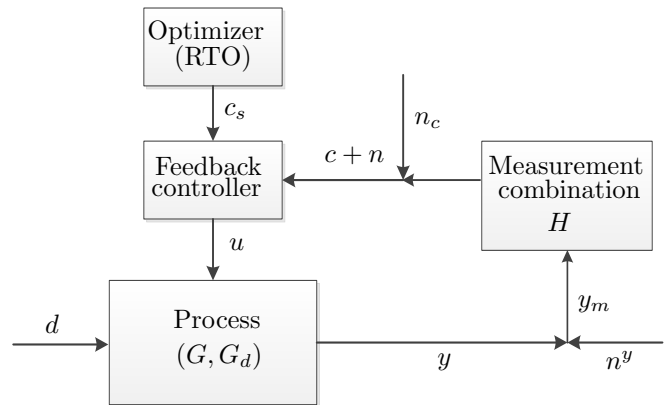 Optimizer
(RTO)
c_s
n_c
c + n
Feedback
controller
Measurement
combination
H
u
y_m
d
Process
(G, G_d)
y
n^y